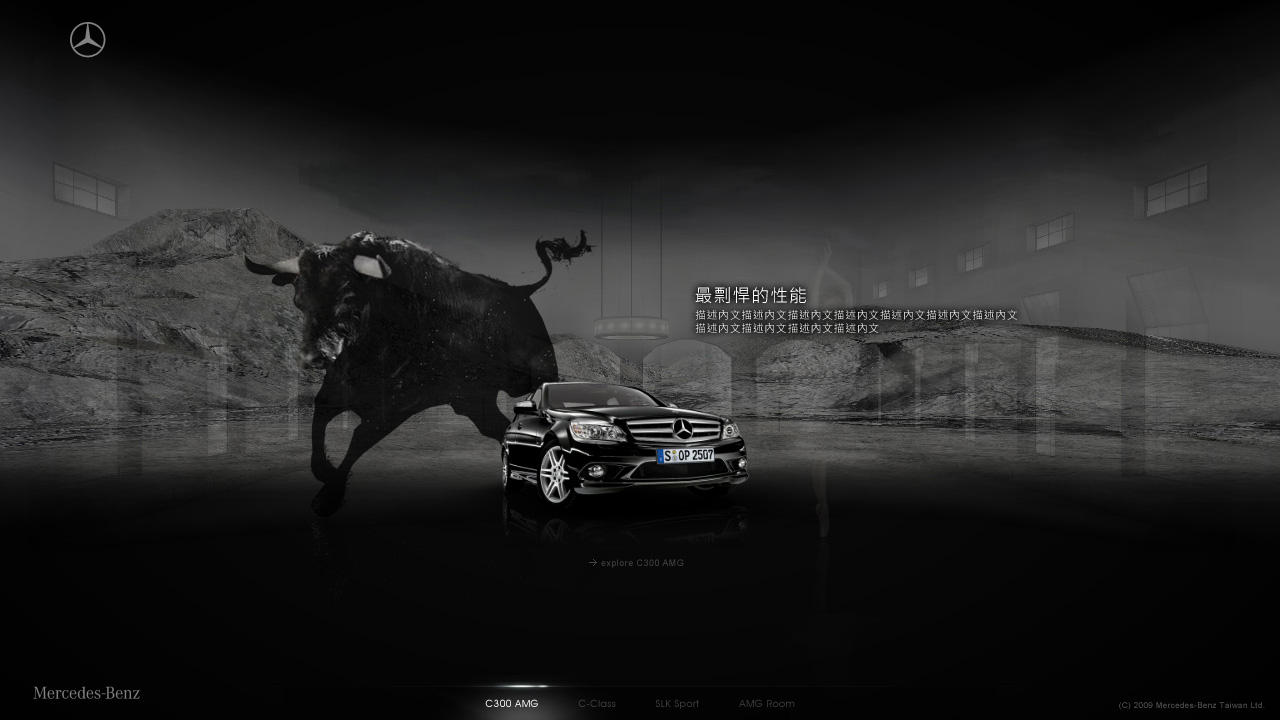 最剽悍的性能
描述內文描述內文描述內文描述內文描述內文描述內文描述內文
描述內文描述內文描述內文描述內文
S OP 2507
→ explore C300 AMG
Mercedes-Benz
C300 AMG
C-Class
SLK Sport
AMG Room
(C) 2009 Mercedes-Benz Taiwan Ltd.